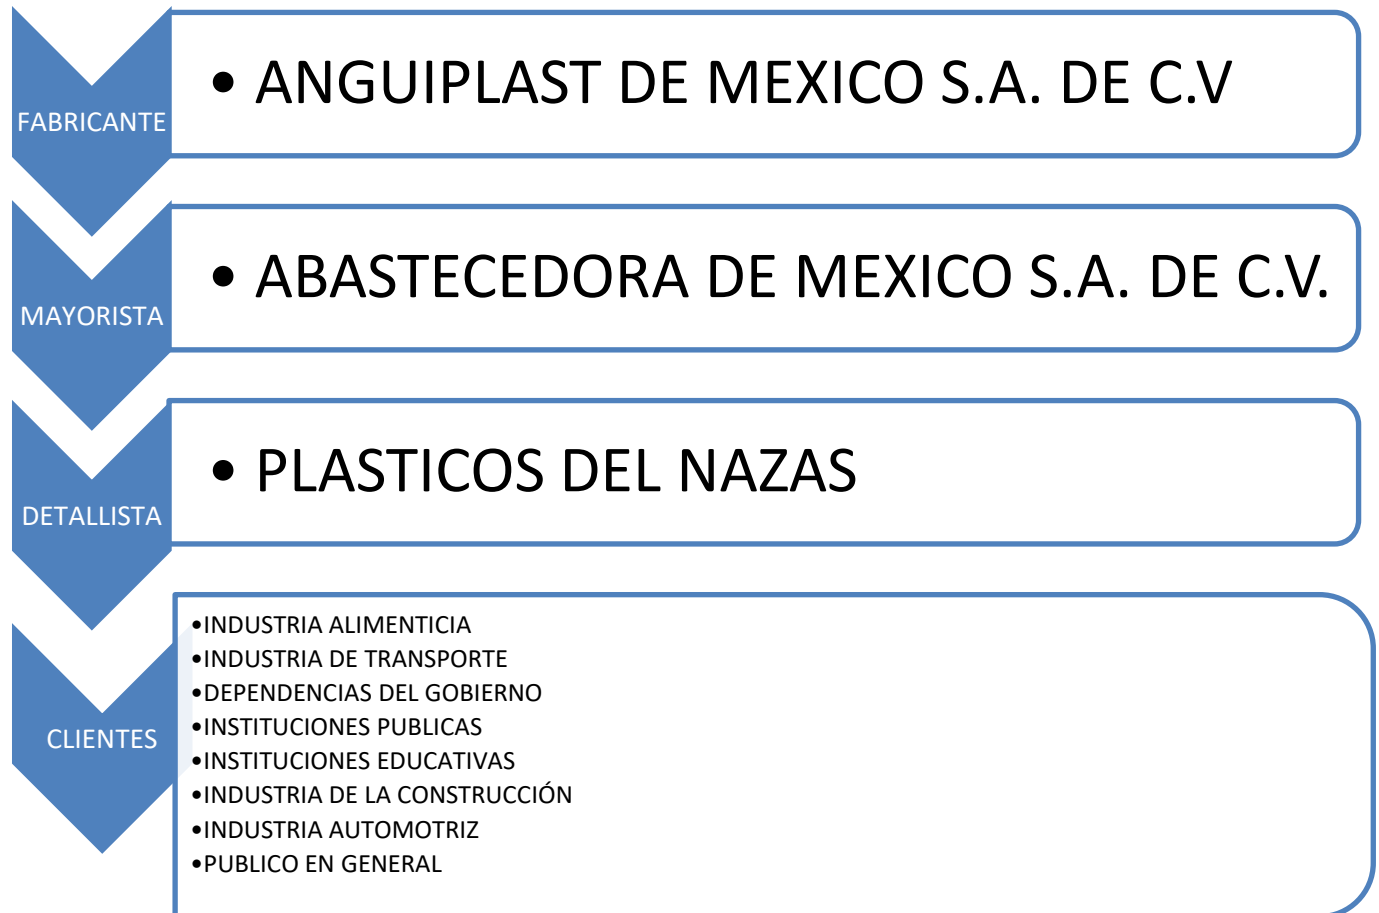 FABRICANTE
• ANGUIPLAST DE MEXICO S.A. DE C.V
MAYORISTA
• ABASTECEDORA DE MEXICO S.A. DE C.V.
DETALLISTA
• PLASTICOS DEL NAZAS
CLIENTES
•INDUSTRIA ALIMENTICIA
•INDUSTRIA DE TRANSPORTE
•DEPENDENCIAS DEL GOBIERNO
•INSTITUCIONES PUBLICAS
•INSTITUCIONES EDUCATIVAS
•INDUSTRIA DE LA CONSTRUCCIÓN
•INDUSTRIA AUTOMOTRIZ
•PUBLICO EN GENERAL